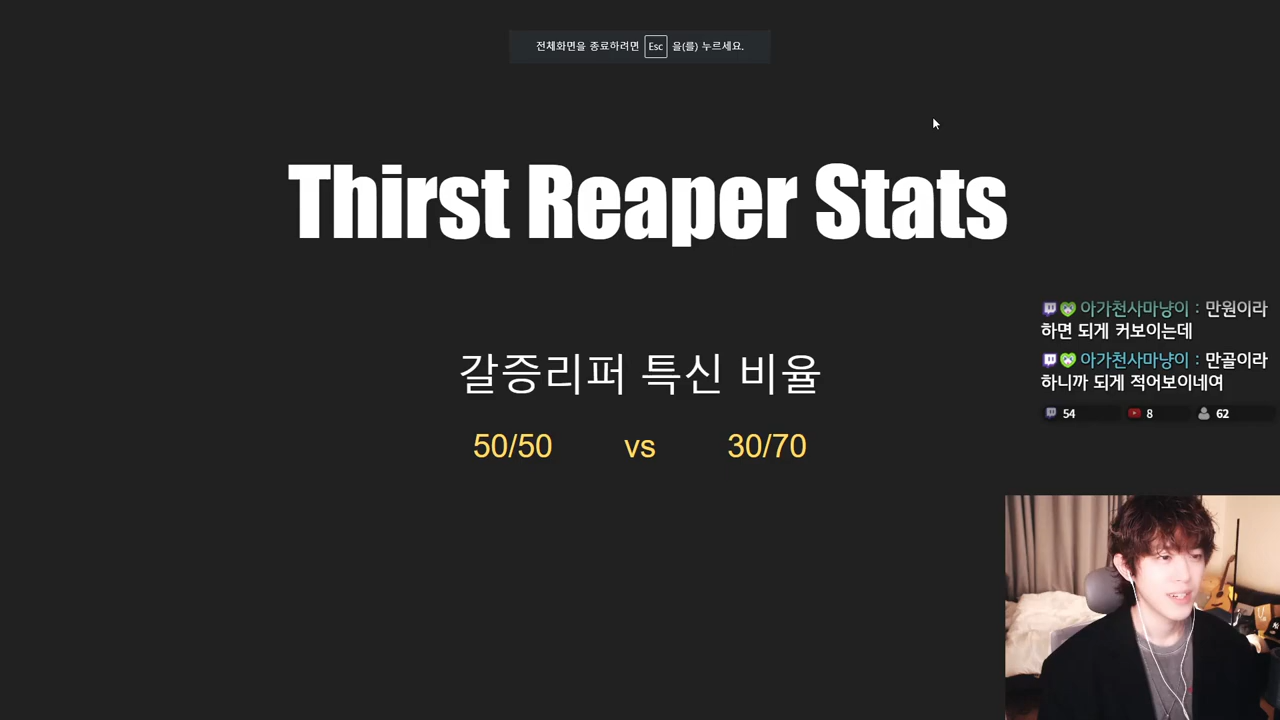 전체화면을 종료하려면 Esc 을(를) 누르세요.
Thirst Reaper Stats
갈증리퍼 특신 비율
50/50 vs 30/70
아가천사마냥이 : 만원이라
하면 되게 커보이는데
아가천사마냥이 : 만골이라
하니까 되게 적어보이네여
54 8 62